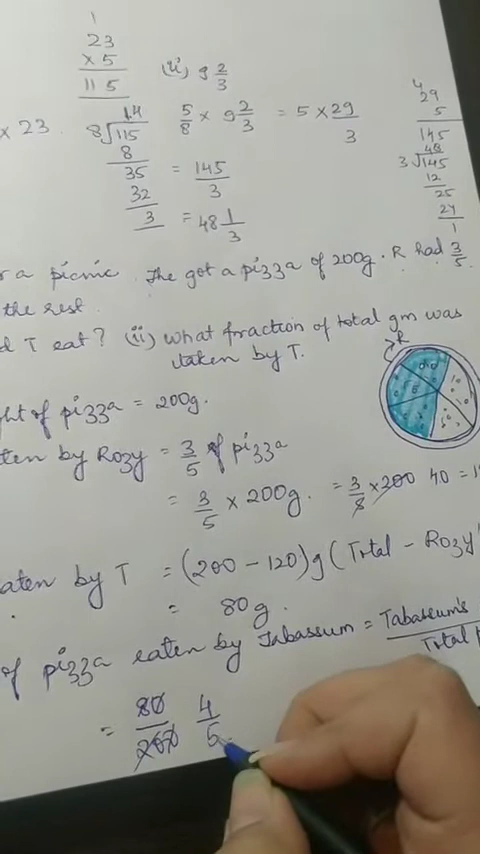 1
23
x 5
115
(ii) 9 2/3
x 23. 8√115 14
8
35
32
3
5/8 x 9 2/3 = 5 x 29/3
= 145/3
= 48 1/3
4
29
5
145
3√145 48
12
25
24
1
a picnic. The got a pizza of 200g. R had 3/5.
the rest.
T eat? (ii) what fraction of total gm was
taken by T.
R
of pizza = 200g.
by Rozy = 3/5 of pizza
= 3/5 x 200g. = 3/5 x 200 40 =
eaten by T = (200 - 120)g (Total - Rozy'
= 80g.
of pizza eaten by Tabassum = Tabassum's
Total
= 80/200 4/5